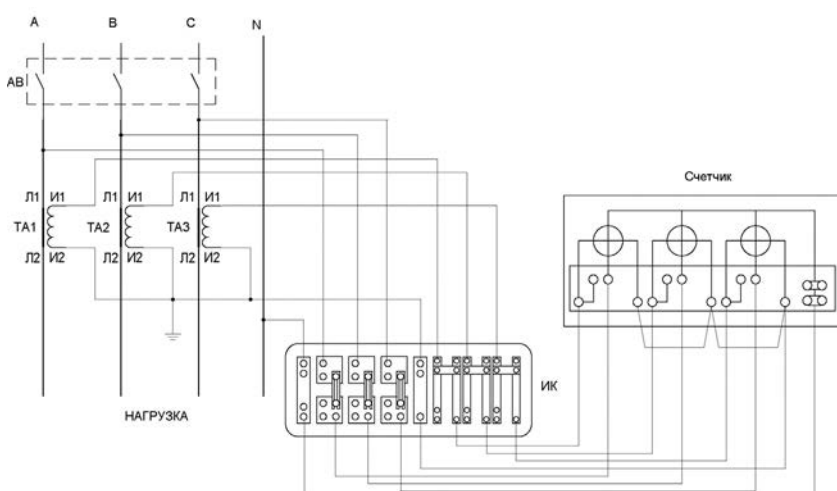 A B C N
АВ
Л1 И1 Л1 И1 Л1 И1
ТА1 ТА2 ТА3
Л2 И2 Л2 И2 Л2 И2
Счетчик
ИК
НАГРУЗКА